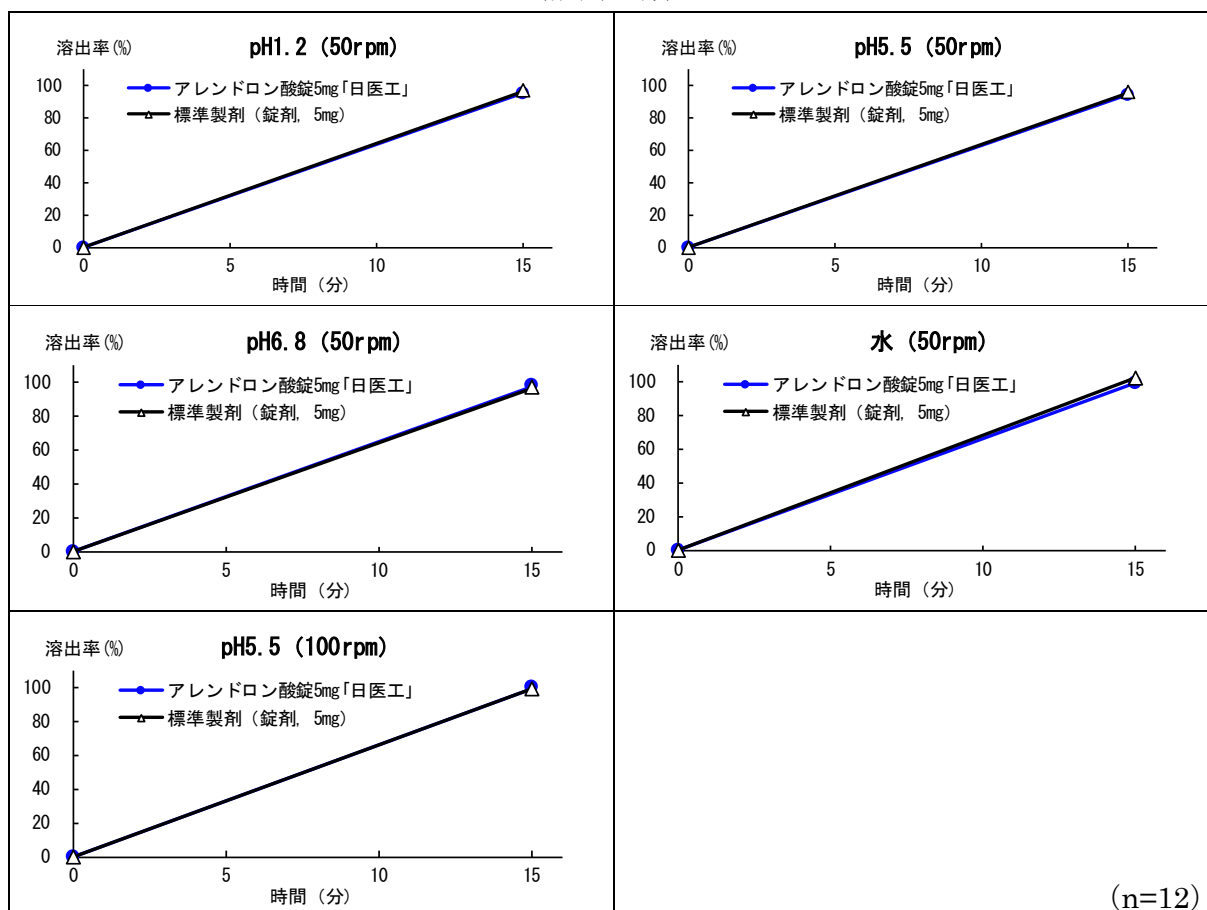 溶出率(%)
pH1.2 (50rpm)
アレンドロン酸錠5mg｢日医工｣
標準製剤（錠剤, 5mg）
100
80
60
40
20
0
0 5 10 15
時間（分）
溶出率(%)
pH5.5 (50rpm)
アレンドロン酸錠5mg｢日医工｣
標準製剤（錠剤, 5mg）
100
80
60
40
20
0
0 5 10 15
時間（分）
溶出率(%)
pH6.8 (50rpm)
アレンドロン酸錠5mg｢日医工｣
標準製剤（錠剤, 5mg）
100
80
60
40
20
0
0 5 10 15
時間（分）
溶出率(%)
水 (50rpm)
アレンドロン酸錠5mg｢日医工｣
標準製剤（錠剤, 5mg）
100
80
60
40
20
0
0 5 10 15
時間（分）
溶出率(%)
pH5.5 (100rpm)
アレンドロン酸錠5mg｢日医工｣
標準製剤（錠剤, 5mg）
100
80
60
40
20
0
0 5 10 15
時間（分）
(n=12)